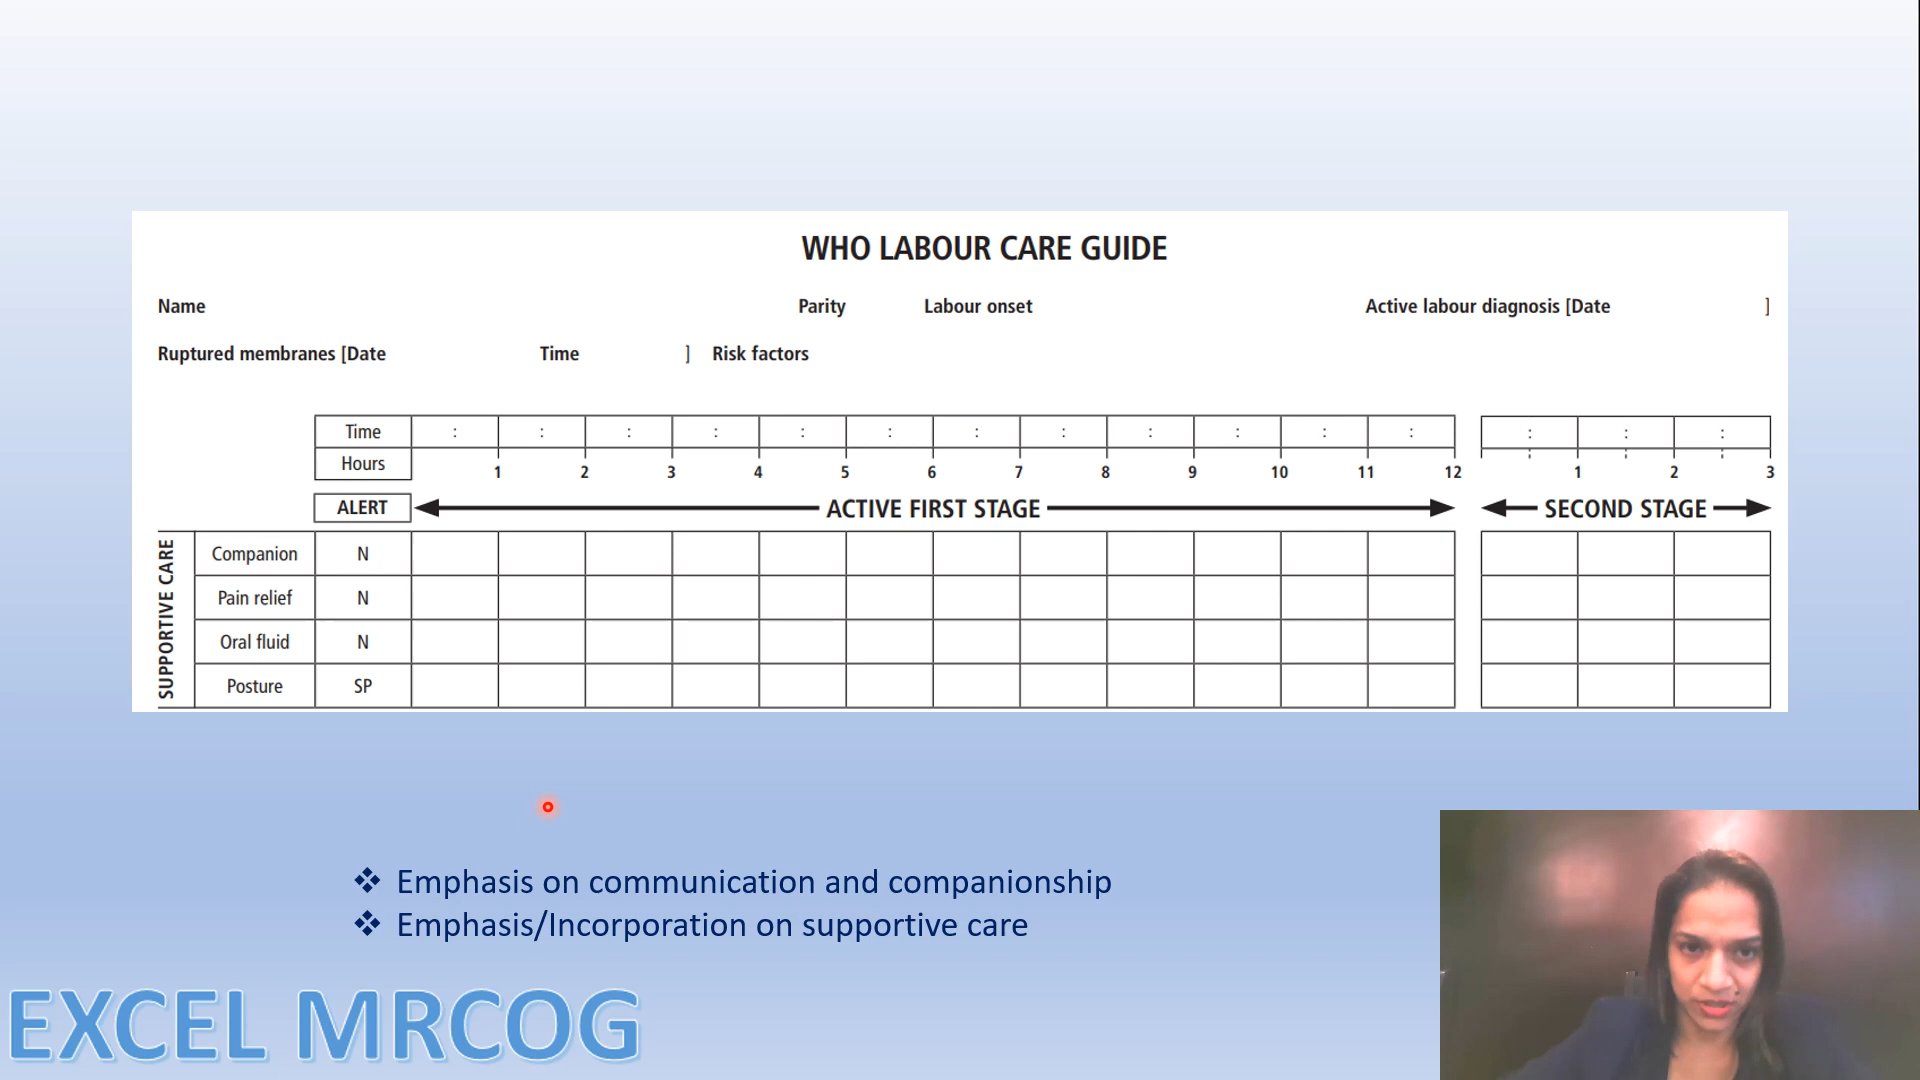 WHO LABOUR CARE GUIDE
Name Parity Labour onset Active labour diagnosis [Date ]
Ruptured membranes [Date Time ] Risk factors
Time : : : : : : : : : : : : : : :
Hours 1 2 3 4 5 6 7 8 9 10 11 12 1 2 3
ALERT ACTIVE FIRST STAGE SECOND STAGE
SUPPORTIVE CARE
Companion N
Pain relief N
Oral fluid N
Posture SP
❖ Emphasis on communication and companionship
❖ Emphasis/Incorporation on supportive care
EXCEL MRCOG